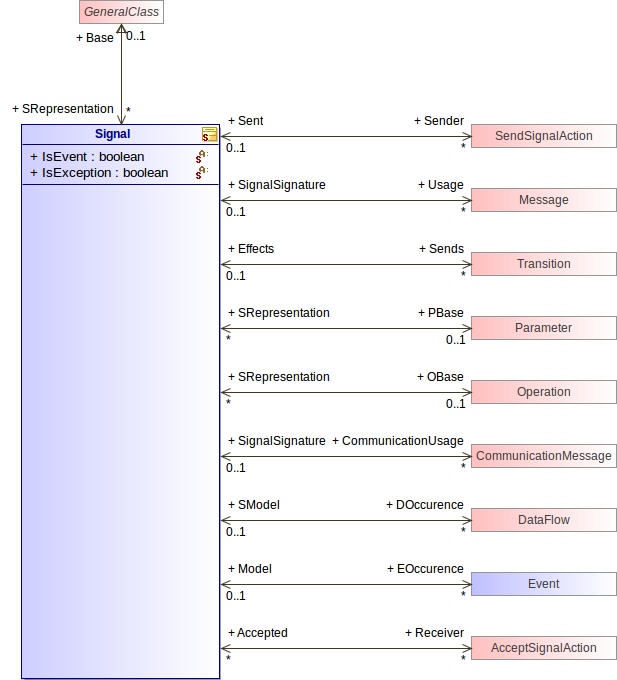 GeneralClass
+ Base
0..1
+ SRepresentation
*
Signal
+ IsEvent : boolean
+ IsException : boolean
+ Sent + Sender
0..1 *
SendSignalAction
+ SignalSignature + Usage
0..1 *
Message
+ Effects + Sends
0..1 *
Transition
+ SRepresentation + PBase
* 0..1
Parameter
+ SRepresentation + OBase
* 0..1
Operation
+ SignalSignature + CommunicationUsage
0..1 *
CommunicationMessage
+ SModel + DOccurence
0..1 *
DataFlow
+ Model + EOccurence
0..1 *
Event
+ Accepted + Receiver
* *
AcceptSignalAction